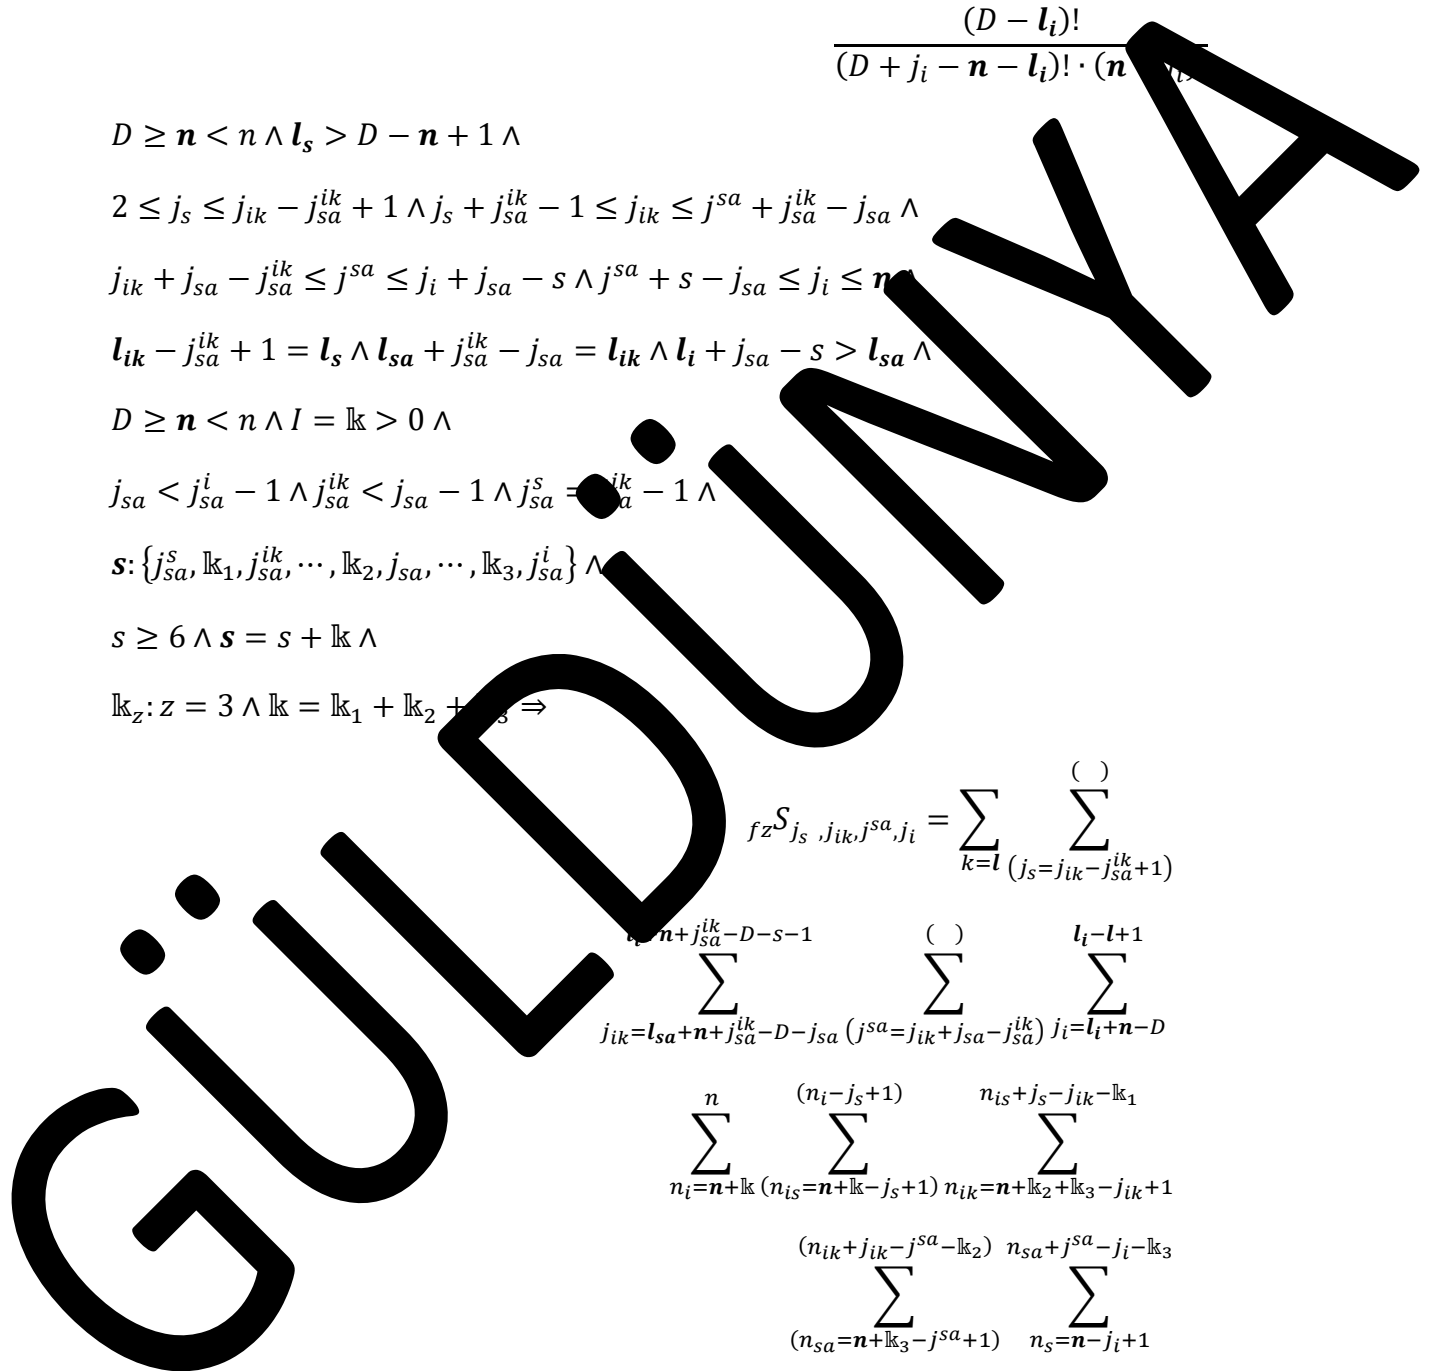 (D − l_i)!
(D + j_i − n − l_i)! · (n
D ≥ n < n ∧ l_s > D − n + 1 ∧
2 ≤ j_s ≤ j_ik − j_sa^ik + 1 ∧ j_s + j_sa^ik − 1 ≤ j_ik ≤ j^sa + j_sa^ik − j_sa ∧
j_ik + j_sa − j_sa^ik ≤ j^sa ≤ j_i + j_sa − s ∧ j^sa + s − j_sa ≤ j_i ≤ n ∧
l_ik − j_sa^ik + 1 = l_s ∧ l_sa + j_sa^ik − j_sa = l_ik ∧ l_i + j_sa − s > l_sa ∧
D ≥ n < n ∧ I = 𝕜 > 0 ∧
j_sa < j_sa^i − 1 ∧ j_sa^ik < j_sa − 1 ∧ j_sa^s = − 1 ∧
s: {j_sa^s, 𝕜_1, j_sa^ik, ⋯, 𝕜_2, j_sa, ⋯, 𝕜_3, j_sa^i} ∧
s ≥ 6 ∧ s = s + 𝕜 ∧
𝕜_z: z = 3 ∧ 𝕜 = 𝕜_1 + 𝕜_2 + ⇒
( )
fz S j_s ,j_ik,j^sa,j_i = ∑ ∑
k=l (j_s=j_ik−j_sa^ik+1)
n+j_sa^ik−D−s−1 ( ) l_i−l+1
∑ ∑ ∑
j_ik=l_sa+n+j_sa^ik−D−j_sa (j^sa=j_ik+j_sa−j_sa^ik) j_i=l_i+n−D
n (n_i−j_s+1) n_is+j_s−j_ik−𝕜_1
∑ ∑ ∑
n_i=n+𝕜 (n_is=n+𝕜−j_s+1) n_ik=n+𝕜_2+𝕜_3−j_ik+1
(n_ik+j_ik−j^sa−𝕜_2) n_sa+j^sa−j_i−𝕜_3
∑ ∑
(n_sa=n+𝕜_3−j^sa+1) n_s=n−j_i+1
GÜLDÜNYA